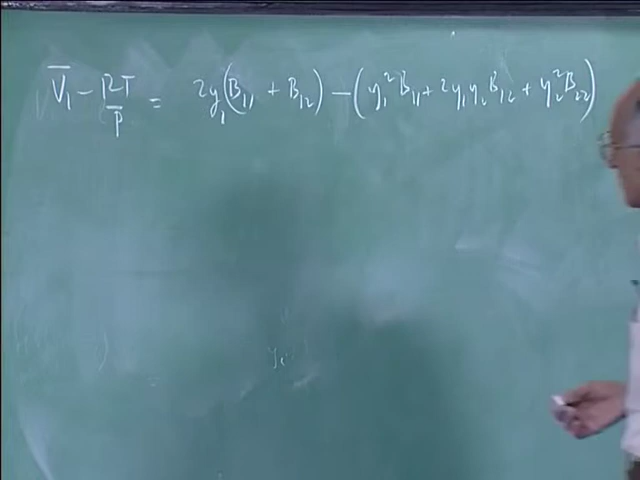 V̄₁ - RT/P = 2y₁(B₁₁ + B₁₂) - (y₁²B₁₁ + 2y₁y₂B₁₂ + y₂²B₂₂)